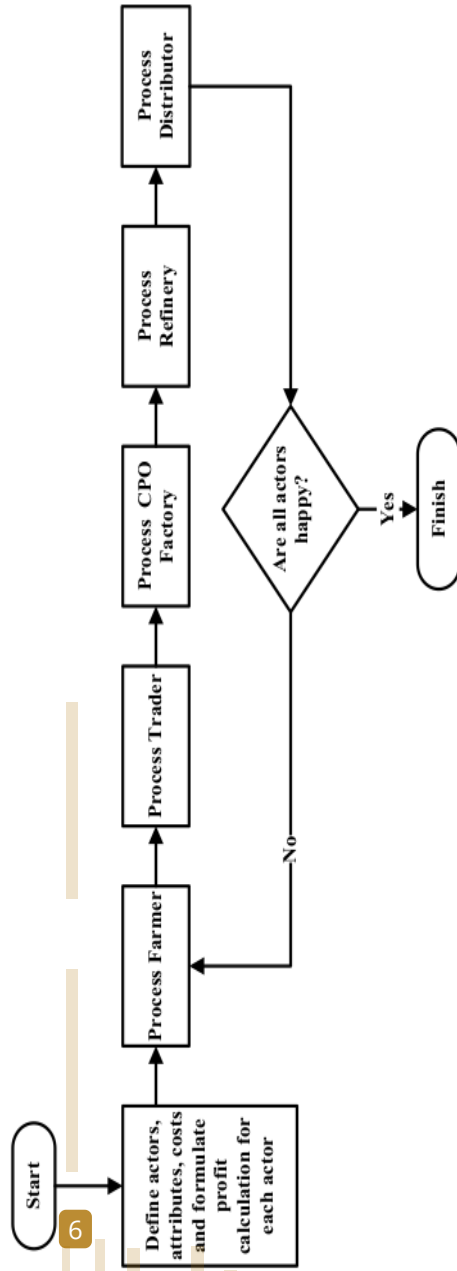 Start
6
Define actors,
attributes, costs
and formulate
profit
calculation for
each actor
Process Farmer
Process Trader
Process CPO
Factory
Process
Refinery
Process
Distributor
Are all actors
happy?
No
Yes
Finish